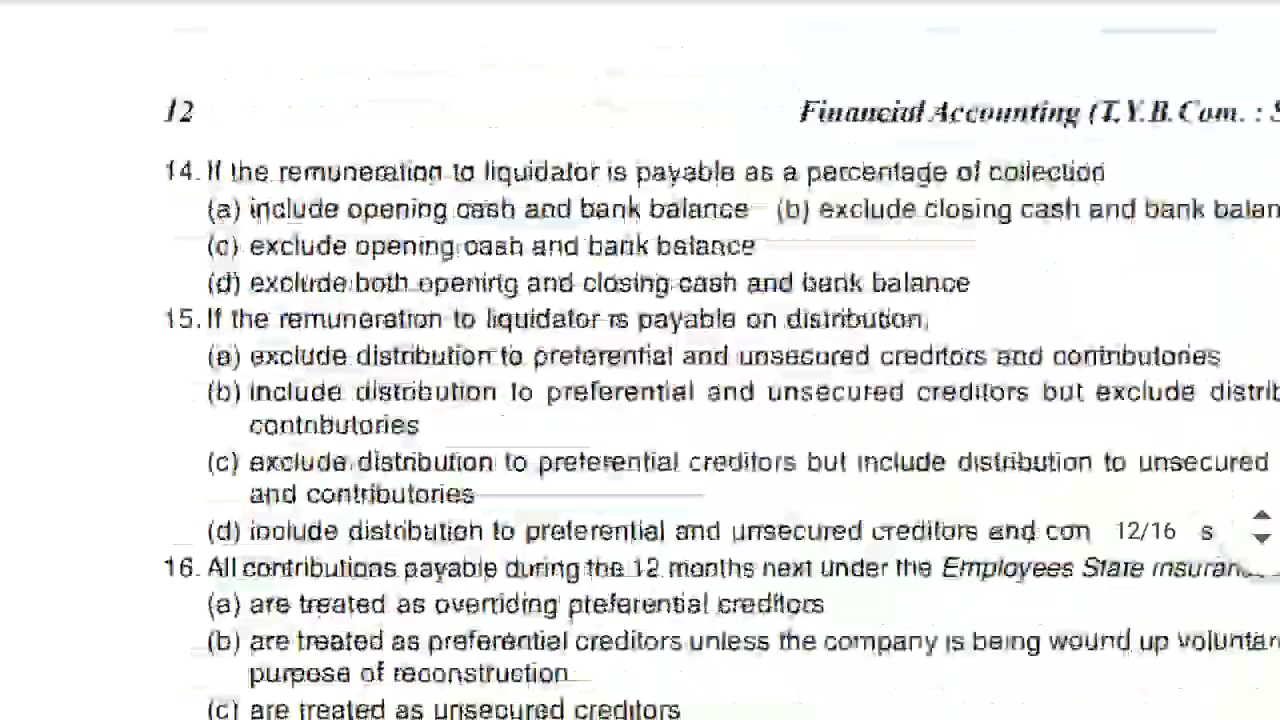 12 Financial Accounting (T.Y.B.Com. : S
14. If the remuneration to liquidator is payable as a percentage of collection
(a) include opening cash and bank balance (b) exclude closing cash and bank balan
(c) exclude opening cash and bank balance
(d) exclude both opening and closing cash and bank balance
15. If the remuneration to liquidator is payable on distribution,
(a) exclude distribution to preferential and unsecured creditors and contributories
(b) include distribution to preferential and unsecured creditors but exclude distrib
contributories
(c) exclude distribution to preferential creditors but include distribution to unsecured
and contributories
(d) include distribution to preferential and unsecured creditors and con 12/16 s
16. All contributions payable during the 12 months next under the Employees State Insuran
(a) are treated as overriding preferential creditors
(b) are treated as preferential creditors unless the company is being wound up voluntar
purpose of reconstruction
(c) are treated as unsecured creditors